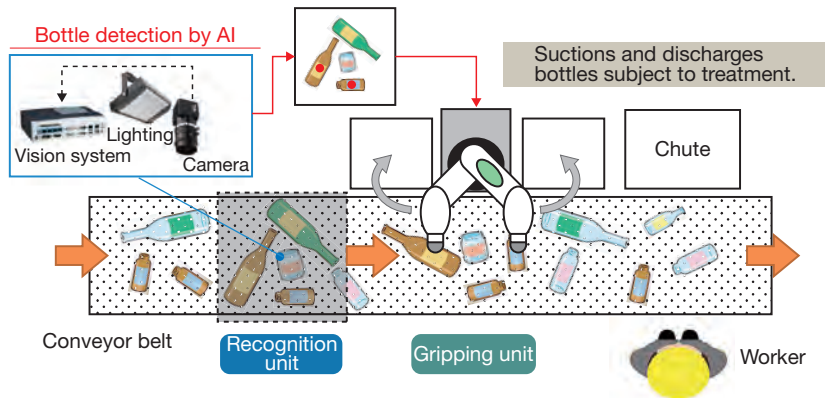 Bottle detection by AI
Suctions and discharges
bottles subject to treatment.
Lighting
Vision system
Camera
Chute
Conveyor belt
Recognition
unit
Gripping unit
Worker